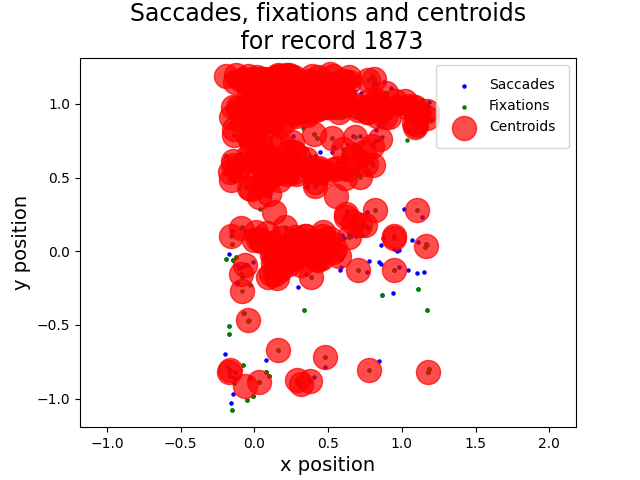 Saccades, fixations and centroids
for record 1873
Saccades
Fixations
Centroids
1.0
0.5
0.0
−0.5
−1.0
y position
−1.0 −0.5 0.0 0.5 1.0 1.5 2.0
x position